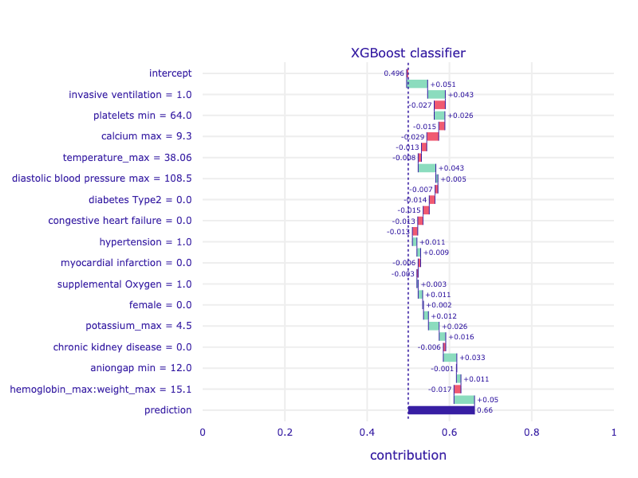 XGBoost classifier
intercept
0.496
+0.051
invasive ventilation = 1.0
+0.043
-0.027
platelets min = 64.0
+0.026
-0.015
calcium max = 9.3
-0.029
-0.013
temperature_max = 38.06
-0.008
+0.043
diastolic blood pressure max = 108.5
+0.005
-0.007
diabetes Type2 = 0.0
-0.014
-0.015
congestive heart failure = 0.0
-0.013
-0.013
hypertension = 1.0
+0.011
+0.009
myocardial infarction = 0.0
-0.006
-0.003
supplemental Oxygen = 1.0
+0.003
+0.011
female = 0.0
+0.002
+0.012
potassium_max = 4.5
+0.026
+0.016
chronic kidney disease = 0.0
-0.006
+0.033
aniongap min = 12.0
-0.001
+0.011
hemoglobin_max:weight_max = 15.1
-0.017
+0.05
prediction
0.66
0 0.2 0.4 0.6 0.8 1
contribution